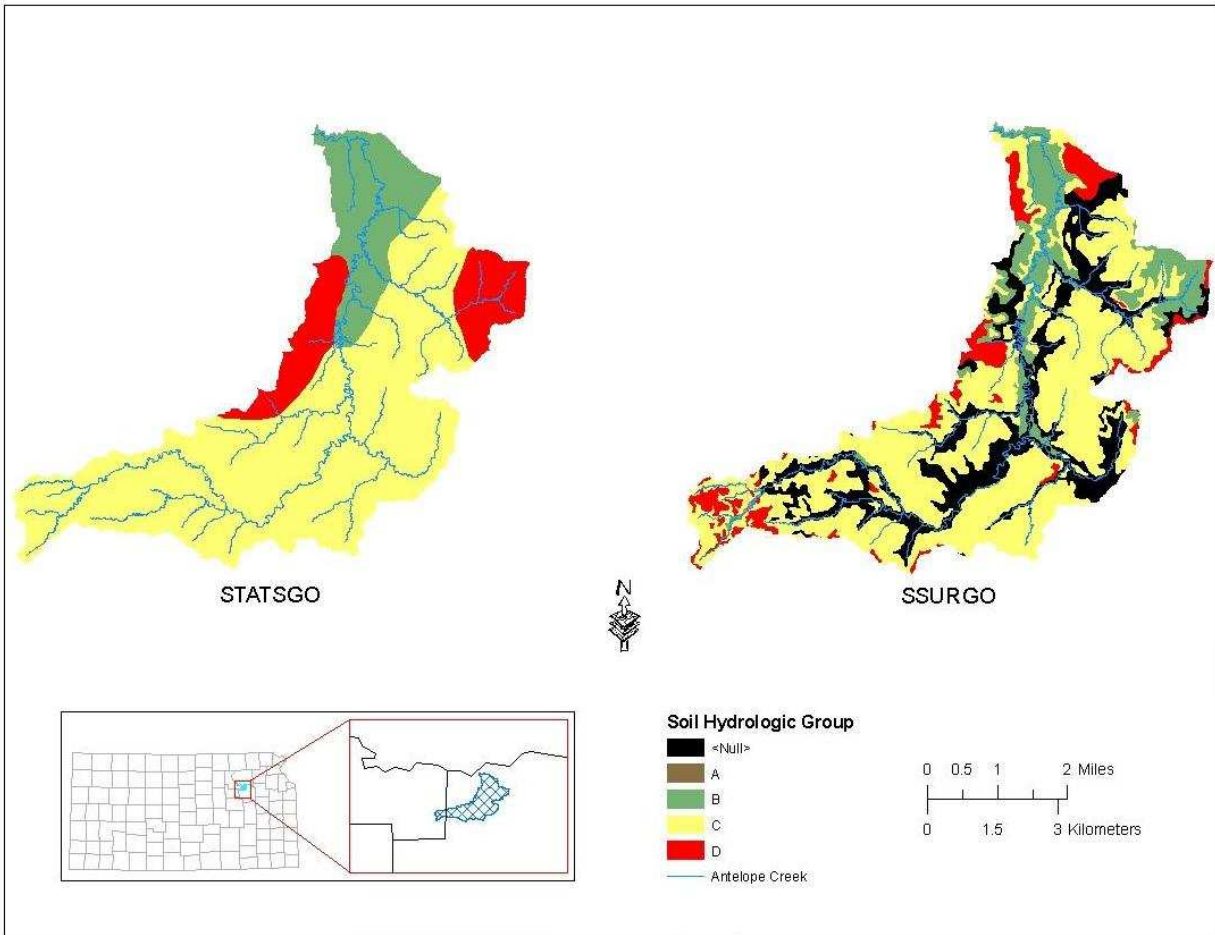 STATSGO
SSURGO
N
Soil Hydrologic Group
<Null>
A
B
C
D
Antelope Creek
0 0.5 1 2 Miles
0 1.5 3 Kilometers